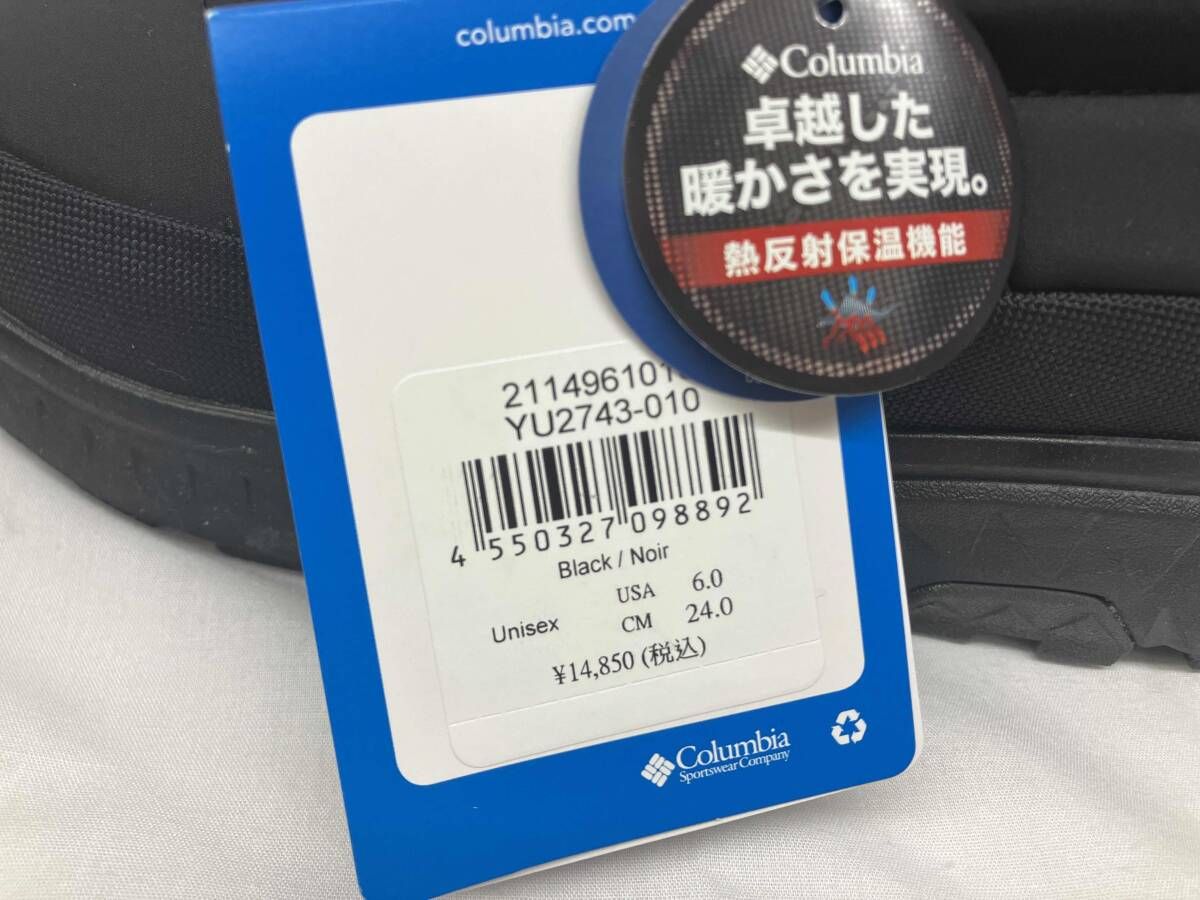 columbia.com
Columbia
卓越した
暖かさを実現。
熱反射保温機能
YU2743-010
4 550327 098892
Black / Noir
USA 6.0
Unisex CM 24.0
¥14,850 (税込)
Columbia
Sportswear Company